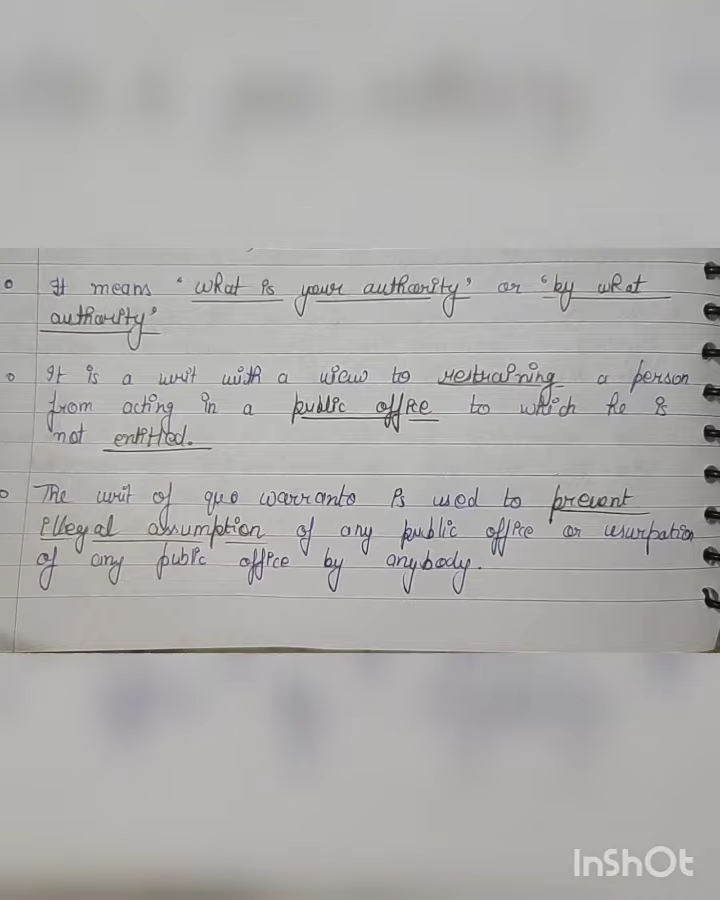 It means 'what is your authority' or 'by what
authority'
It is a writ with a view to restraining a person
from acting in a public office to which he is
not entitled.
The writ of quo warranto is used to prevent
illegal assumption of any public office or usurpation
of any public office by anybody.
InShOt